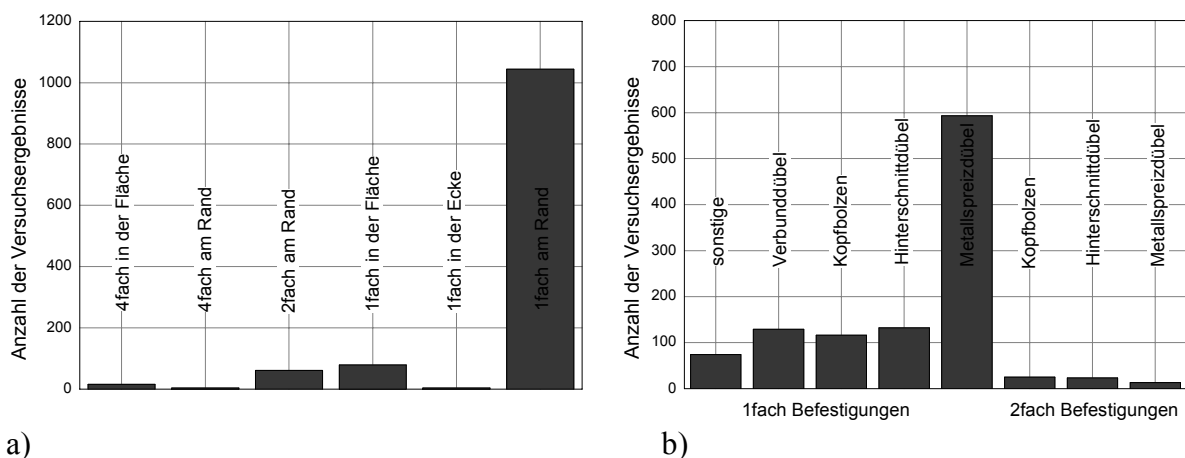 Anzahl der Versuchsergebnisse
1200
1000
800
600
400
200
0
4fach in der Fläche
4fach am Rand
2fach am Rand
1fach in der Fläche
1fach in der Ecke
1fach am Rand
a)
Anzahl der Versuchsergebnisse
800
700
600
500
400
300
200
100
0
sonstige
Verbunddübel
Kopfbolzen
Hinterschnittdübel
Metallspreizdübel
Kopfbolzen
Hinterschnittdübel
Metallspreizdübel
1fach Befestigungen
2fach Befestigungen
b)